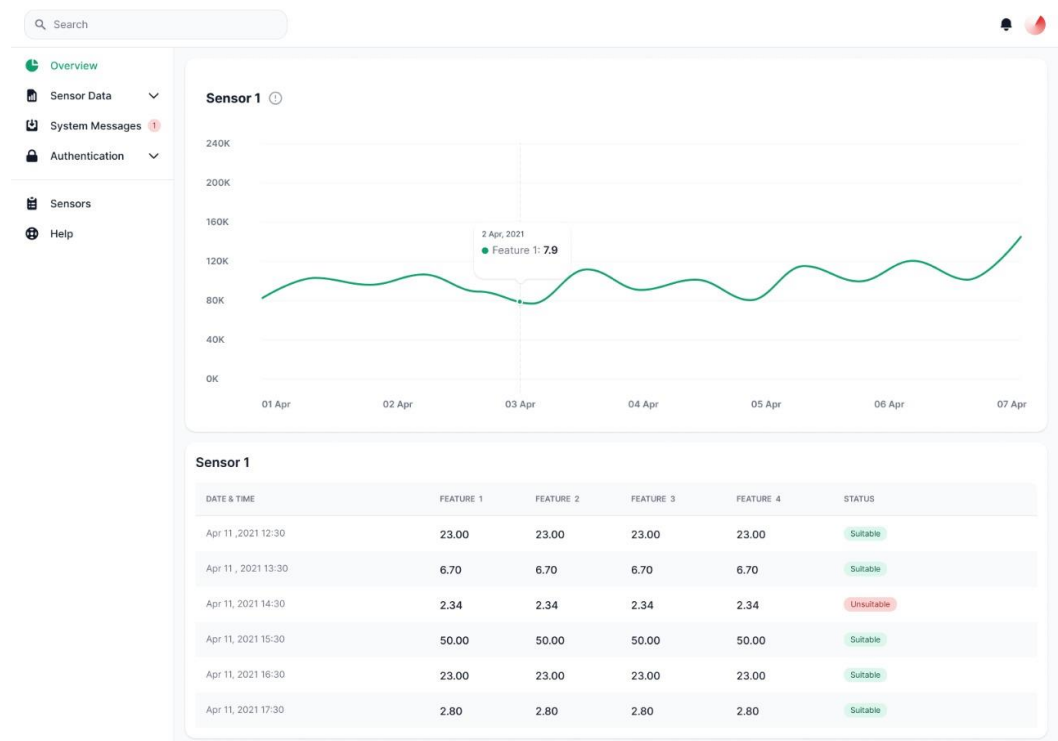 Search
Overview
Sensor Data
System Messages 1
Authentication
Sensors
Help
Sensor 1
240K
200K
160K
120K
80K
40K
0K
2 Apr, 2021
Feature 1: 7.9
01 Apr 02 Apr 03 Apr 04 Apr 05 Apr 06 Apr 07 Apr
Sensor 1
DATE & TIME FEATURE 1 FEATURE 2 FEATURE 3 FEATURE 4 STATUS
Apr 11 ,2021 12:30 23.00 23.00 23.00 23.00 Suitable
Apr 11 , 2021 13:30 6.70 6.70 6.70 6.70 Suitable
Apr 11, 2021 14:30 2.34 2.34 2.34 2.34 Unsuitable
Apr 11, 2021 15:30 50.00 50.00 50.00 50.00 Suitable
Apr 11, 2021 16:30 23.00 23.00 23.00 23.00 Suitable
Apr 11, 2021 17:30 2.80 2.80 2.80 2.80 Suitable